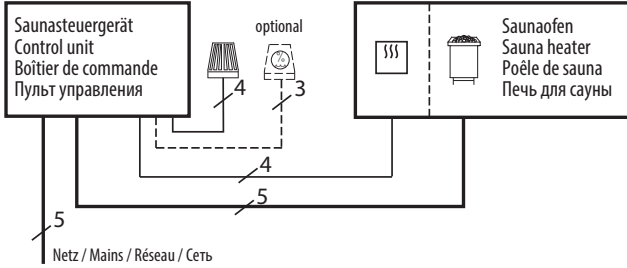 Saunasteuergerät
Control unit
Boîtier de commande
Пульт управления
optional
%
4
3
Saunaofen
Sauna heater
Poêle de sauna
Печь для сауны
4
5
5
Netz / Mains / Réseau / Сеть